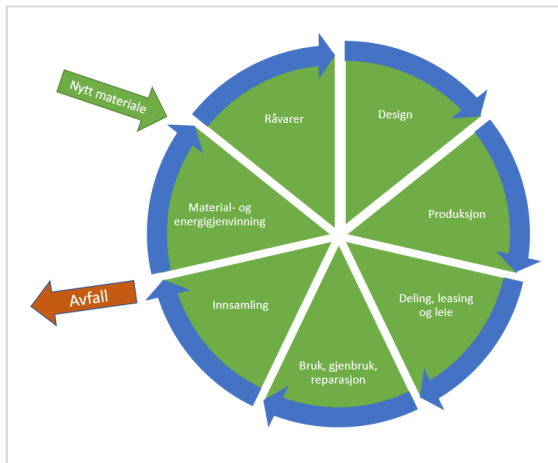 Nytt materiale
Råvarer
Design
Produksjon
Deling, leasing
og leie
Bruk, gjenbruk,
reparasjon
Innsamling
Material- og
energigjenvinning
Avfall